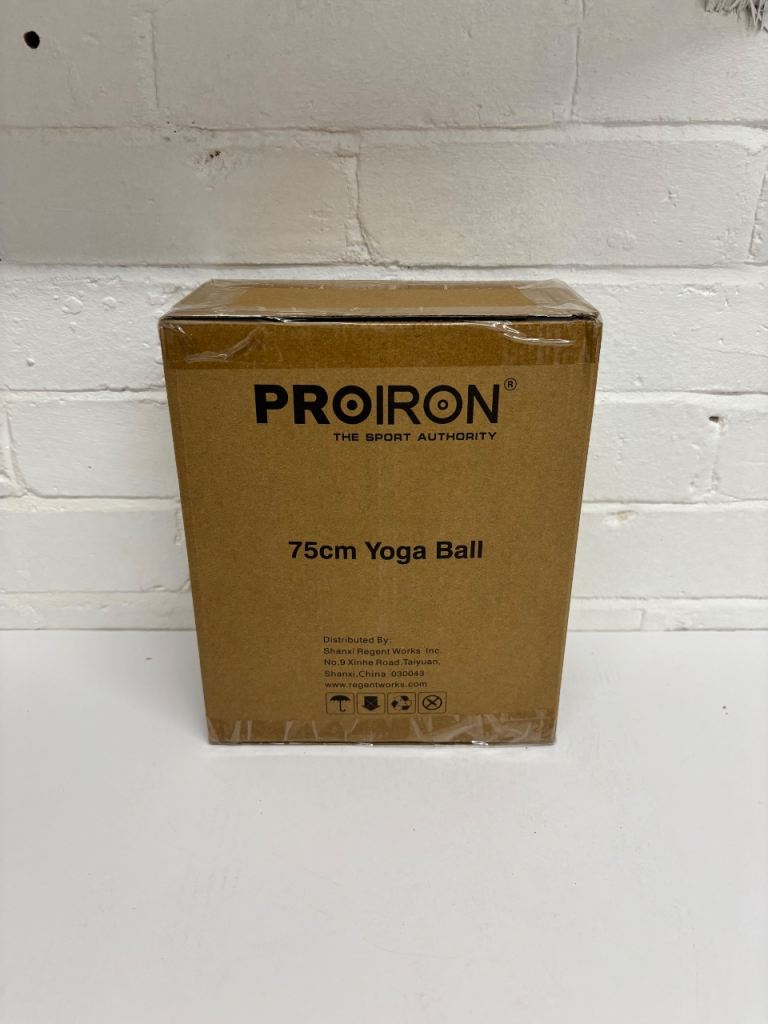 PROIRON®
THE SPORT AUTHORITY
75cm Yoga Ball
Distributed By:
Shanxi Regent Works Inc.
No.9 Xinhe Road,Taiyuan,
Shanxi,China 030043
www.regentworks.com